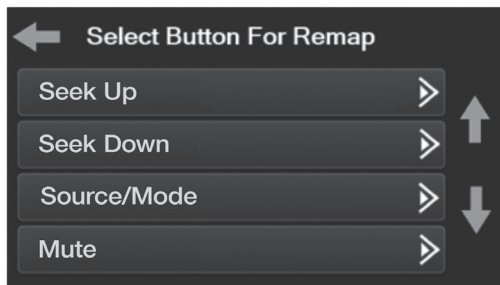 Select Button For Remap
Seek Up
Seek Down
Source/Mode
Mute